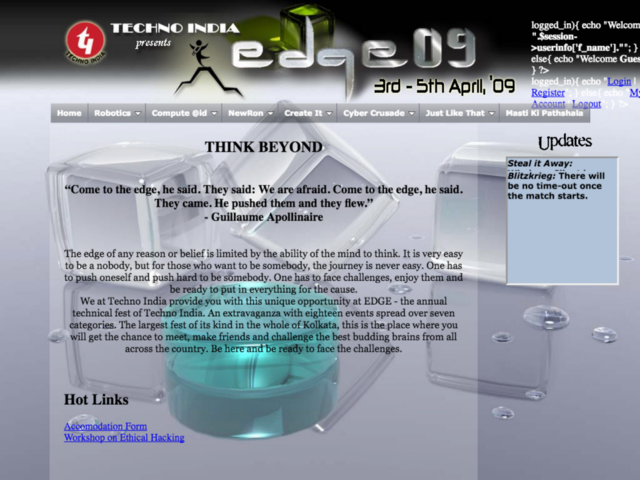 TECHNO INDIA
presents
TECHNO INDIA
edge 09
3rd - 5th April, '09
logged_in){ echo "Welcome
".$session-
>userinfo['f_name'].""; }
else{ echo "Welcome Gues
} ?>
logged_in){ echo "Login |
Register" } else{ echo "My
Account Logout"; } ?>
Home Robotics Compute @id NewRon Create It Cyber Crusade Just Like That Masti Ki Pathshala
Updates
Steal it Away:
Blitzkrieg: There will
be no time-out once
the match starts.
THINK BEYOND
“Come to the edge, he said. They said: We are afraid. Come to the edge, he said.
They came. He pushed them and they flew.”
- Guillaume Apollinaire
The edge of any reason or belief is limited by the ability of the mind to think. It is very easy
to be a nobody, but for those who want to be somebody, the journey is never easy. One has
to push oneself and push hard to be somebody. One has to face challenges, enjoy them and
be ready to put in everything for the cause.
We at Techno India provide you with this unique opportunity at EDGE - the annual
technical fest of Techno India. An extravaganza with eighteen events spread over seven
categories. The largest fest of its kind in the whole of Kolkata, this is the place where you
will get the chance to meet, make friends and challenge the best budding brains from all
across the country. Be here and be ready to face the challenges.
Hot Links
Accomodation Form
Workshop on Ethical Hacking